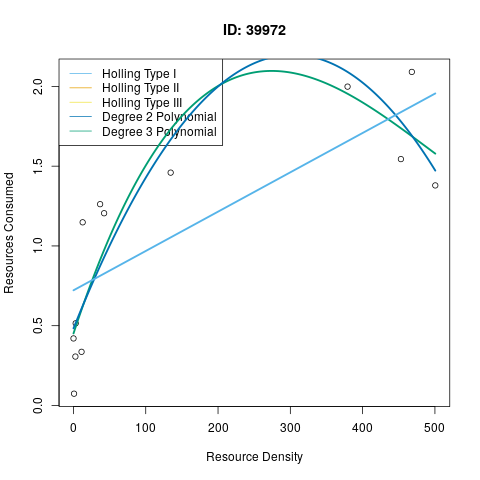 ID: 39972
Holling Type I
Holling Type II
Holling Type III
Degree 2 Polynomial
Degree 3 Polynomial
Resources Consumed
0.0
0.5
1.0
1.5
2.0
0 100 200 300 400 500
Resource Density